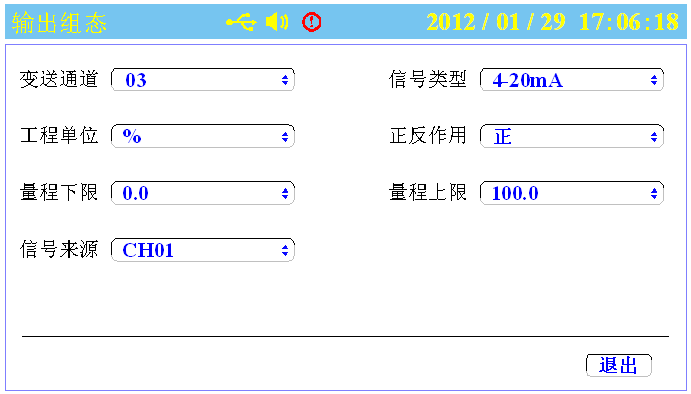 输出组态 2012 / 01 / 29 17:06:18
变送通道 03 信号类型 4-20mA
工程单位 % 正反作用 正
量程下限 0.0 量程上限 100.0
信号来源 CH01
退出